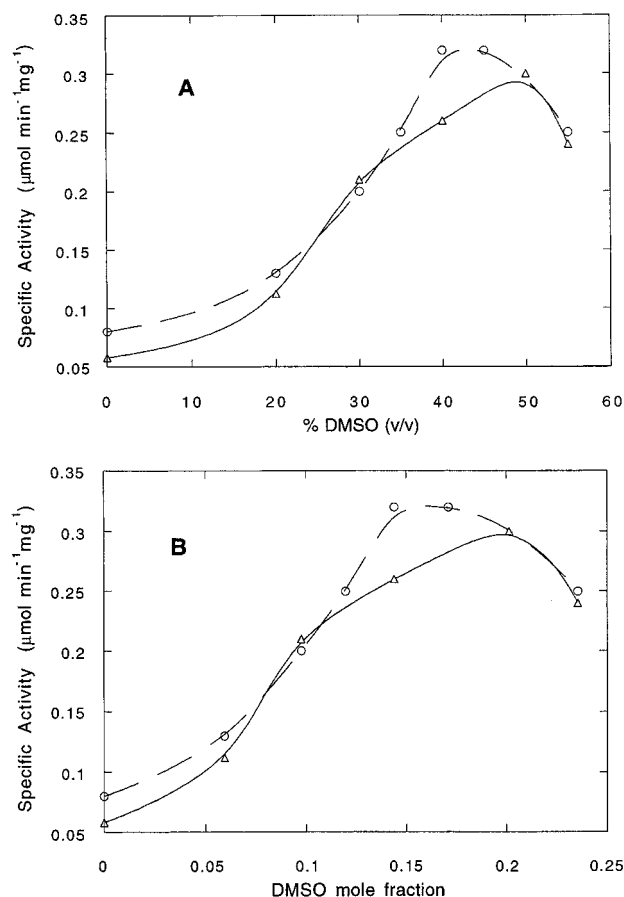 0.35
A
0.3
0.25
0.2
0.15
0.1
0.05
Specific Activity (μmol min⁻¹mg⁻¹)
0 10 20 30 40 50 60
% DMSO (v/v)
0.35
B
0.3
0.25
0.2
0.15
0.1
0.05
Specific Activity (μmol min⁻¹mg⁻¹)
0 0.05 0.1 0.15 0.2 0.25
DMSO mole fraction